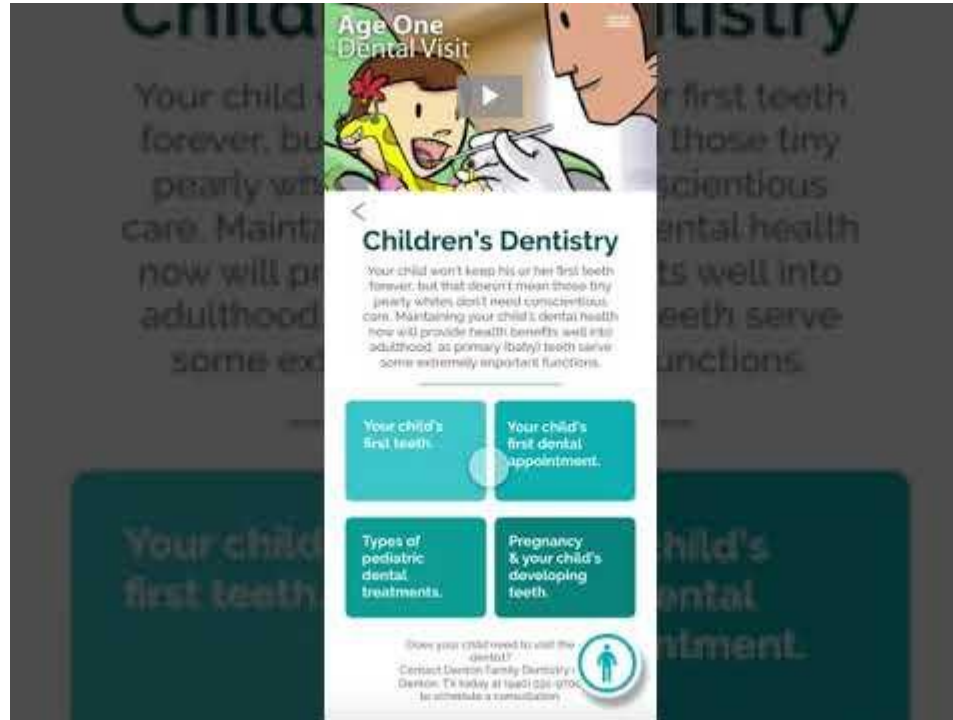 Age One
Dental Visit
Children's Dentistry
Your child won't keep his or her first teeth
forever, but that doesn't mean those tiny
pearly whites don't need conscientious
care. Maintaining your child's dental health
now will provide health benefits well into
adulthood, as primary (baby) teeth serve
some extremely important functions.
Your child's
first teeth.
Your child's
first dental
appointment.
Types of
pediatric
dental
treatments.
Pregnancy
& your child's
developing
teeth.
Does your child need to visit the
dentist?
Contact Denton Family Dentistry
Denton, TX today at (940)
to schedule a consultation